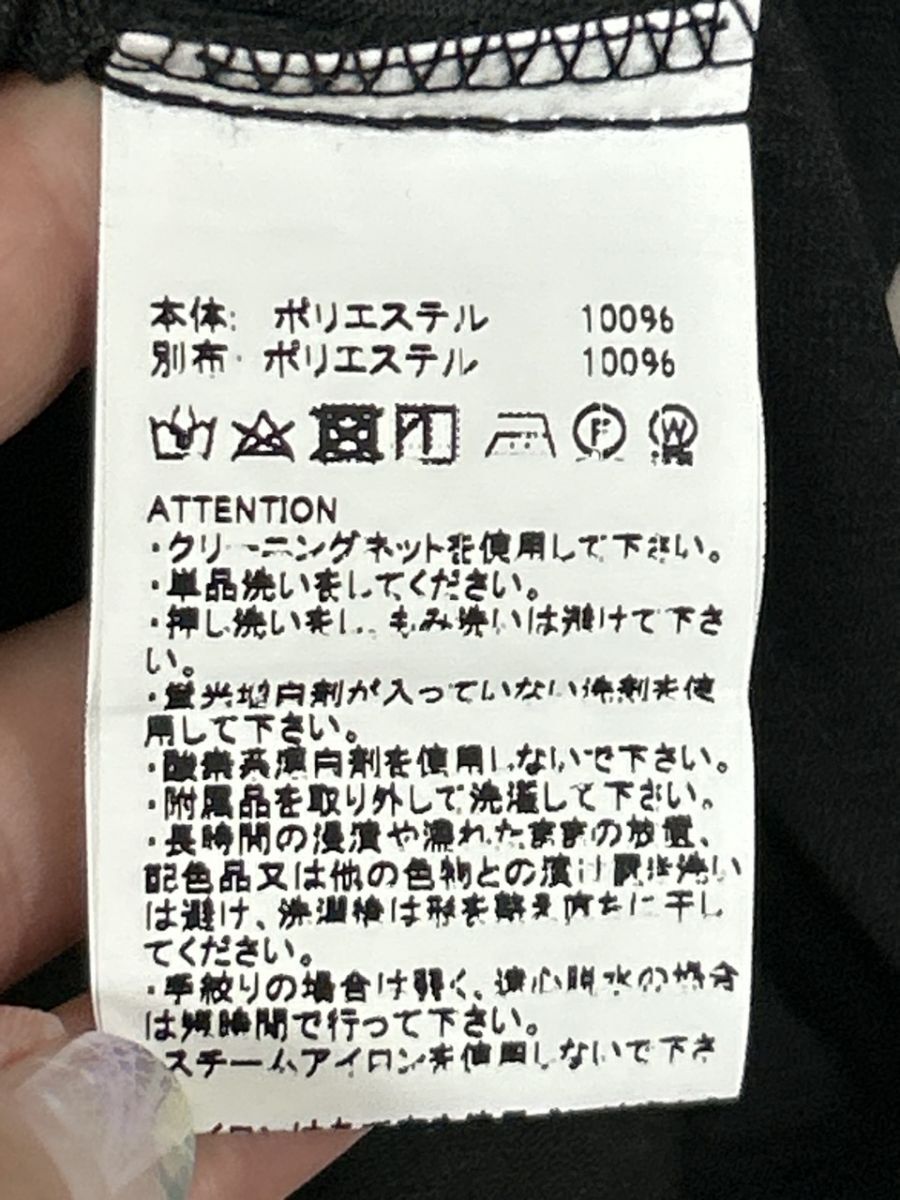 本体: ポリエステル 100%
別布・ポリエステル 100%
F W
ATTENTION
・クリーニングネットを使用して下さい。
・単品洗いをしてください。
・押し洗いをし、もみ洗いは避けて下さ
い。
・蛍光増白剤が入っていない洗剤を使
用して下さい。
・酸素系漂白剤を使用しないで下さい。
・附属品を取り外して洗濯して下さい。
・長時間の浸漬や濡れたままの放置、
配色品又は他の色物との漬け置き洗い
は避け、洗濯後は形を整え直ちに干し
てください。
・手絞りの場合は弱く、遠心脱水の場合
は短時間で行って下さい。
スチームアイロンを使用しないで下さ